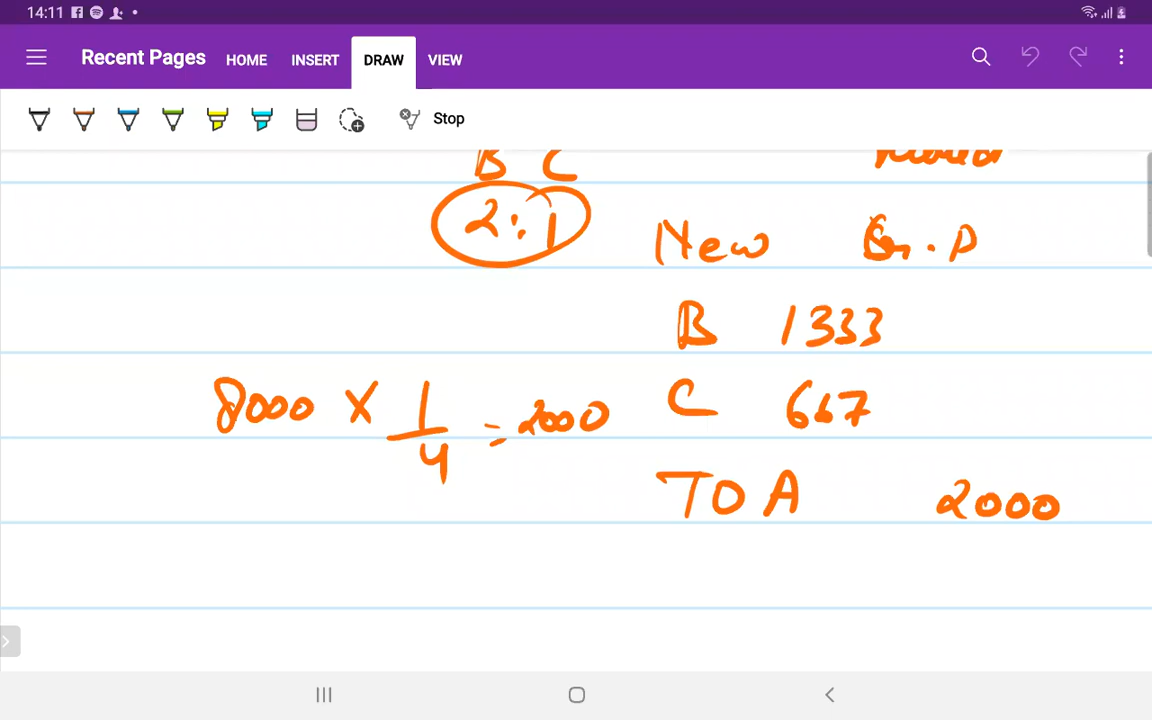 14:11
Recent Pages HOME INSERT DRAW VIEW
Stop
B C
2:1
New
B 1333
8000 X 1/4 = 2000
C 667
TO A 2000